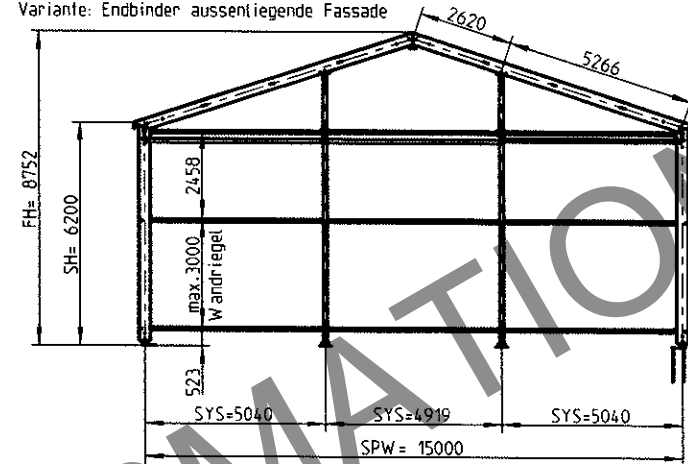 Variante: Endbinder aussenliegende Fassade
2620
5266
FH= 8752
SH= 6200
2458
max.3000
Wandriegel
523
SYS=5040
SYS=4919
SYS=5040
SPW= 15000